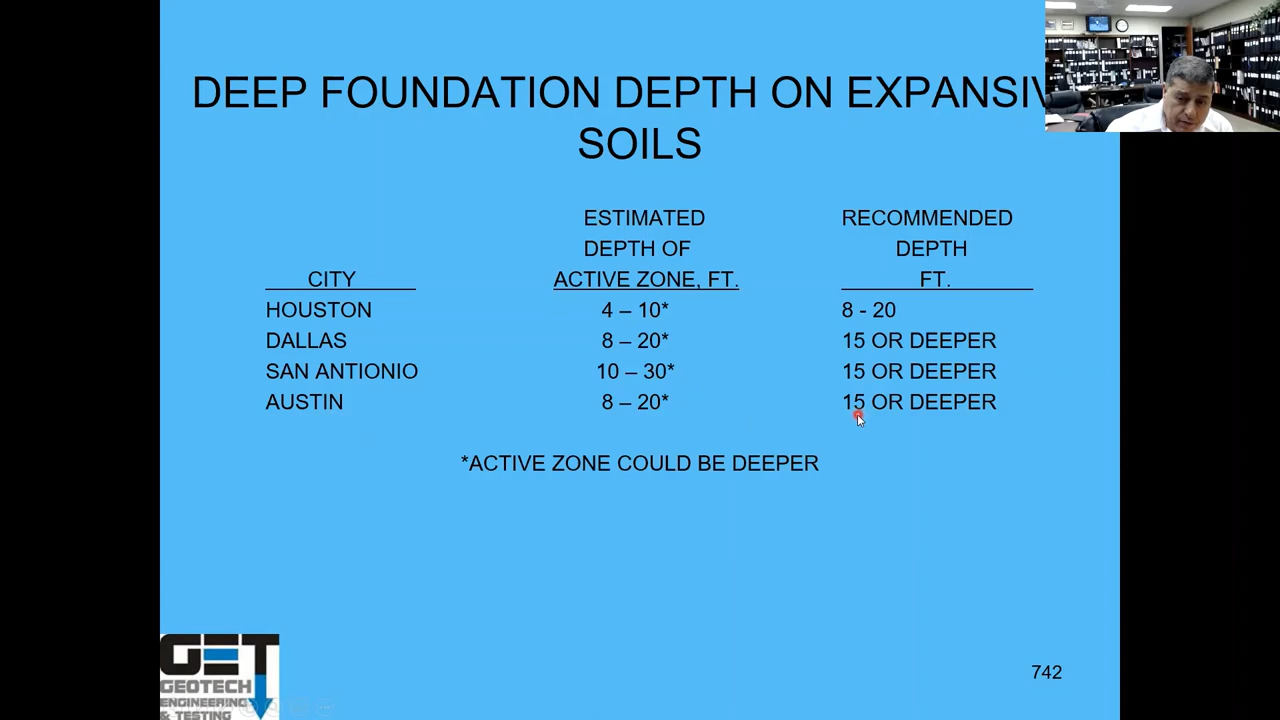 DEEP FOUNDATION DEPTH ON EXPANSIV
SOILS
ESTIMATED RECOMMENDED
DEPTH OF DEPTH
CITY ACTIVE ZONE, FT. FT.
HOUSTON 4 – 10* 8 - 20
DALLAS 8 – 20* 15 OR DEEPER
SAN ANTIONIO 10 – 30* 15 OR DEEPER
AUSTIN 8 – 20* 15 OR DEEPER
*ACTIVE ZONE COULD BE DEEPER
GET
GEOTECH
ENGINEERING
& TESTING
742